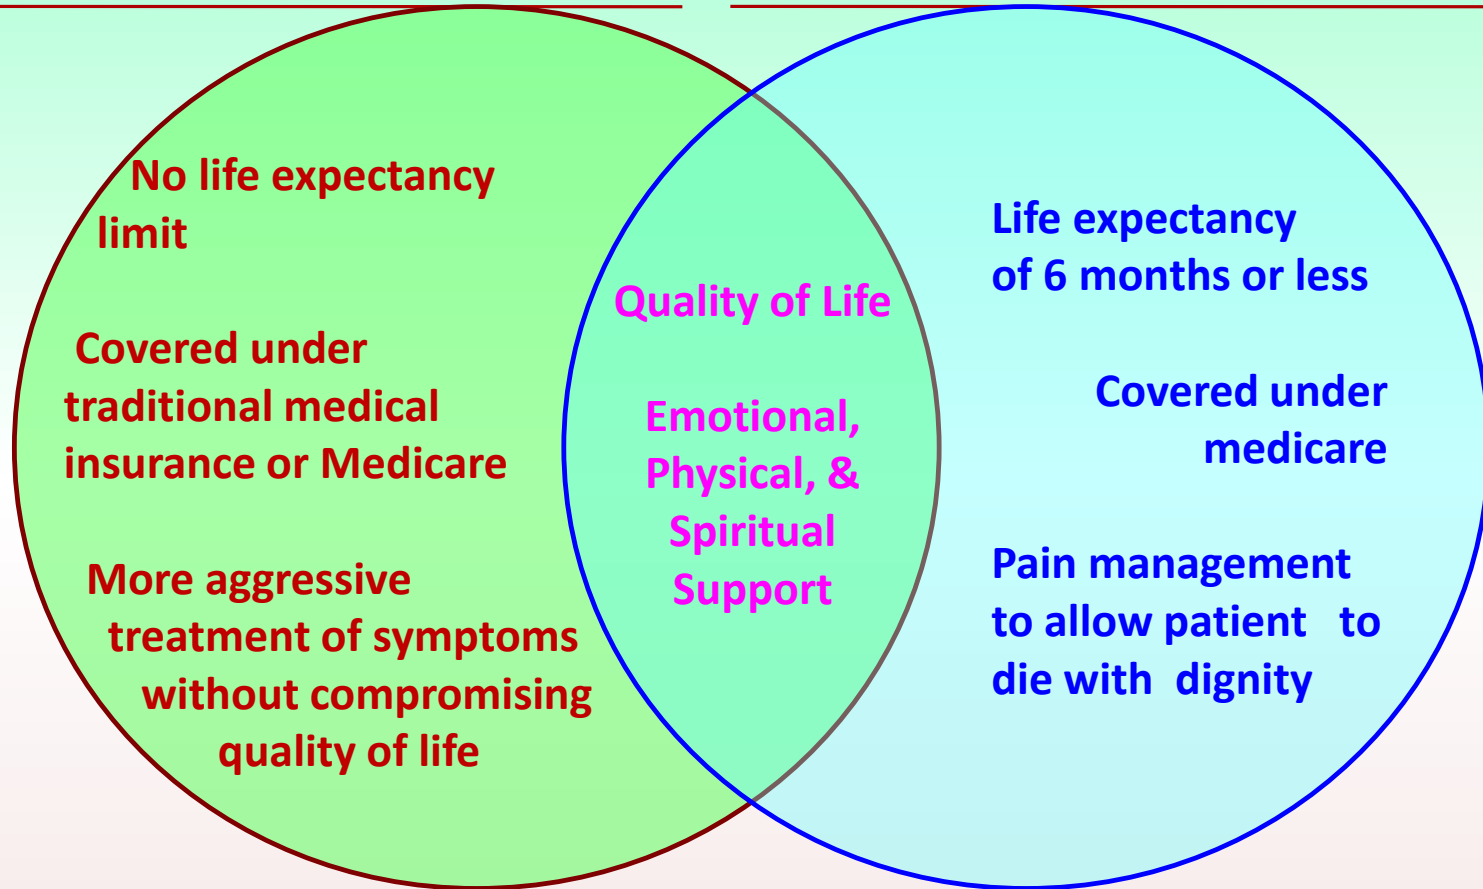 No life expectancy
limit
Covered under
traditional medical
insurance or Medicare
More aggressive
treatment of symptoms
without compromising
quality of life
Quality of Life
Emotional,
Physical, &
Spiritual
Support
Life expectancy
of 6 months or less
Covered under
medicare
Pain management
to allow patient to
die with dignity